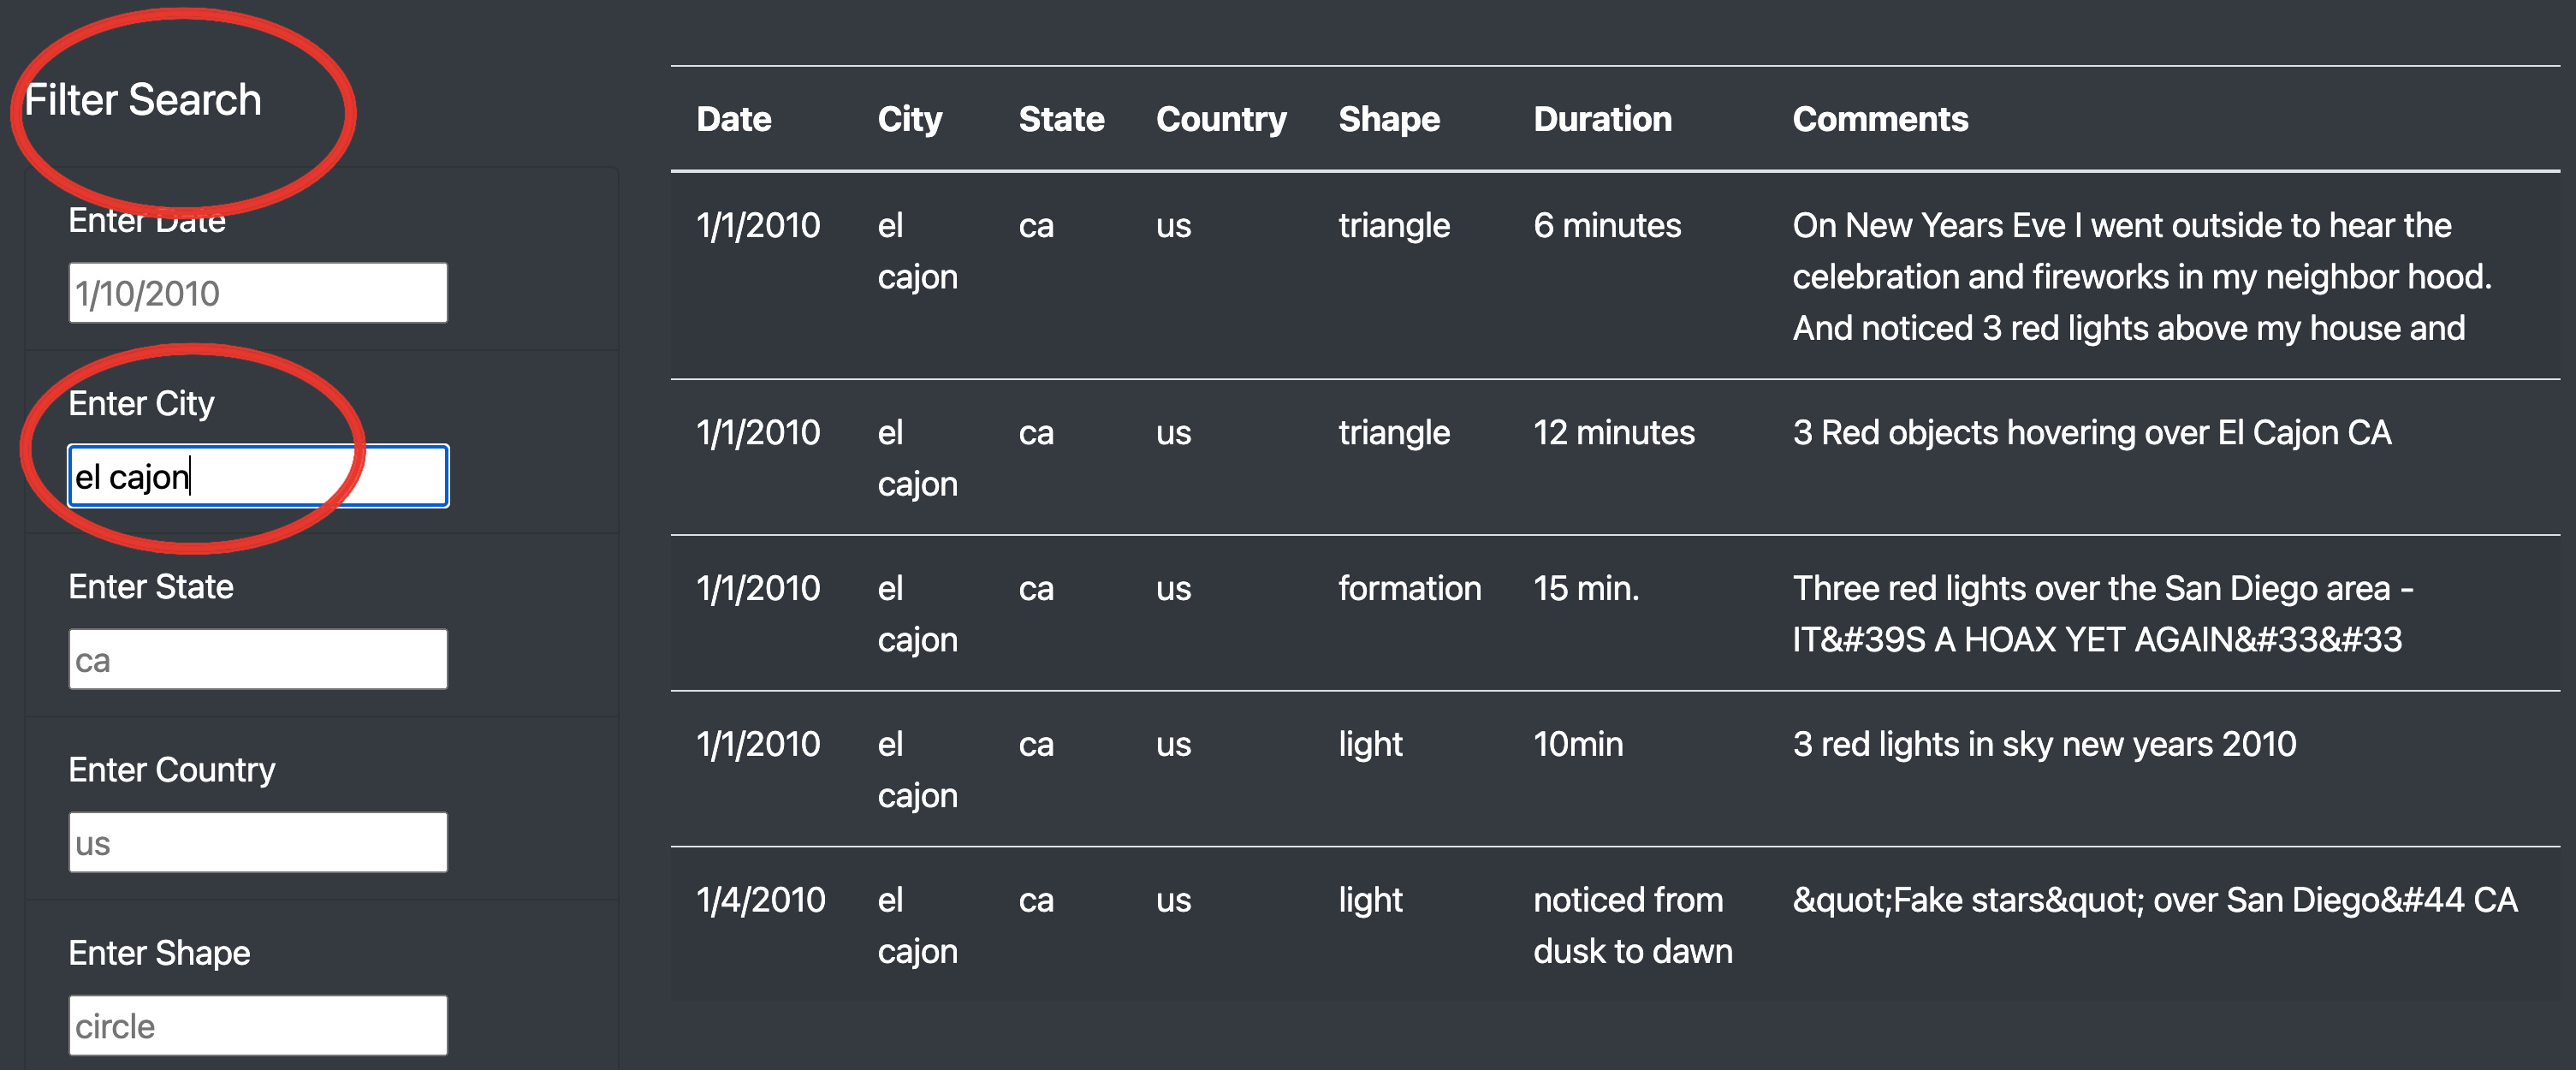 Filter Search
Enter Date
1/10/2010
Enter City
el cajon
Enter State
ca
Enter Country
us
Enter Shape
circle
Date City State Country Shape Duration Comments
1/1/2010 el ca us triangle 6 minutes On New Years Eve I went outside to hear the
cajon celebration and fireworks in my neighbor hood.
And noticed 3 red lights above my house and
1/1/2010 el ca us triangle 12 minutes 3 Red objects hovering over El Cajon CA
cajon
1/1/2010 el ca us formation 15 min. Three red lights over the San Diego area -
cajon IT&#39S A HOAX YET AGAIN&#33&#33
1/1/2010 el ca us light 10min 3 red lights in sky new years 2010
cajon
1/4/2010 el ca us light noticed from &quot;Fake stars&quot; over San Diego&#44 CA
cajon dusk to dawn